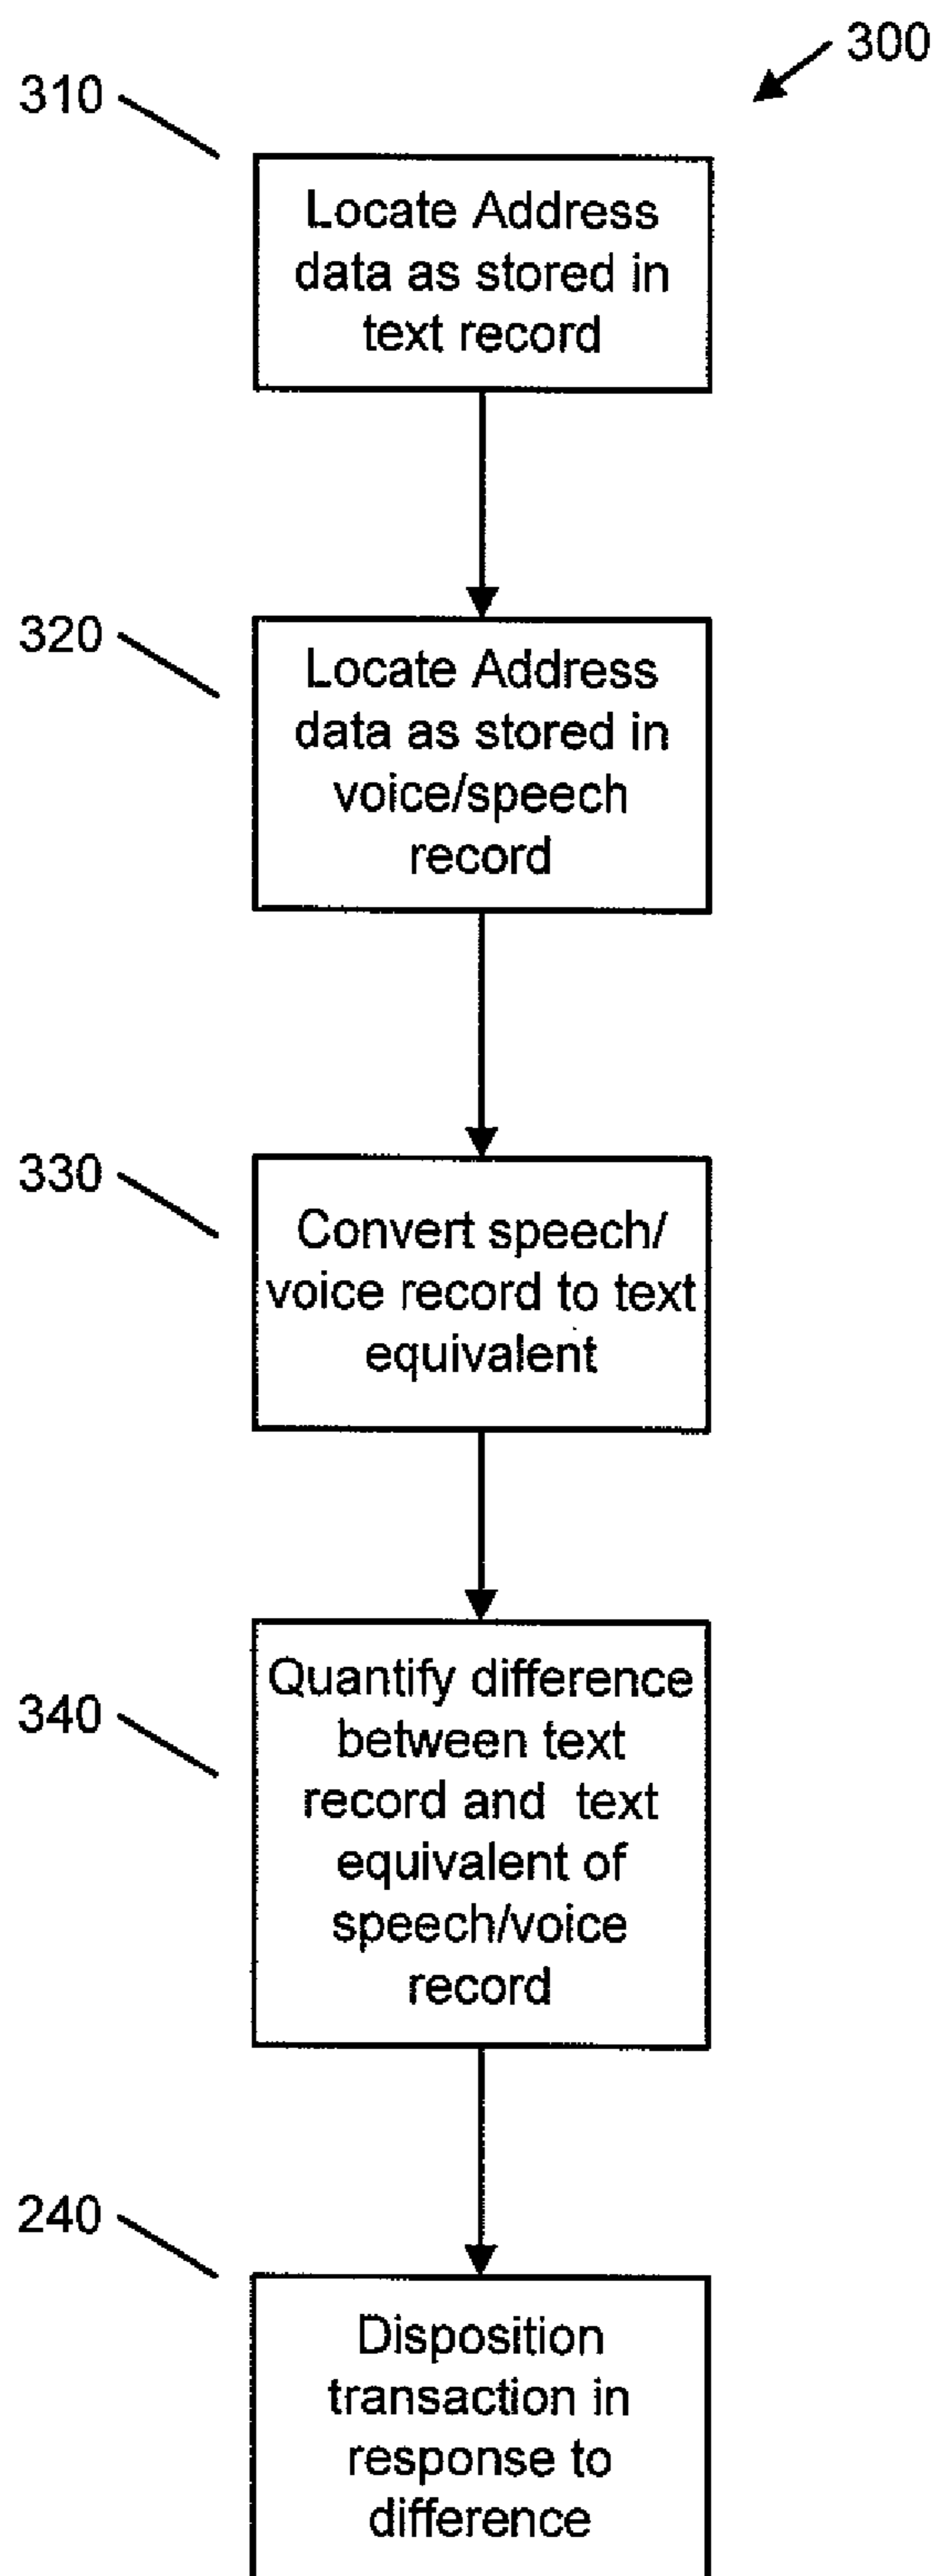 300
310
Locate Address
data as stored in
text record
320
Locate Address
data as stored in
voice/speech
record
330
Convert speech/
voice record to text
equivalent
340
Quantify difference
between text
record and text
equivalent of
speech/voice
record
240
Disposition
transaction in
response to
difference